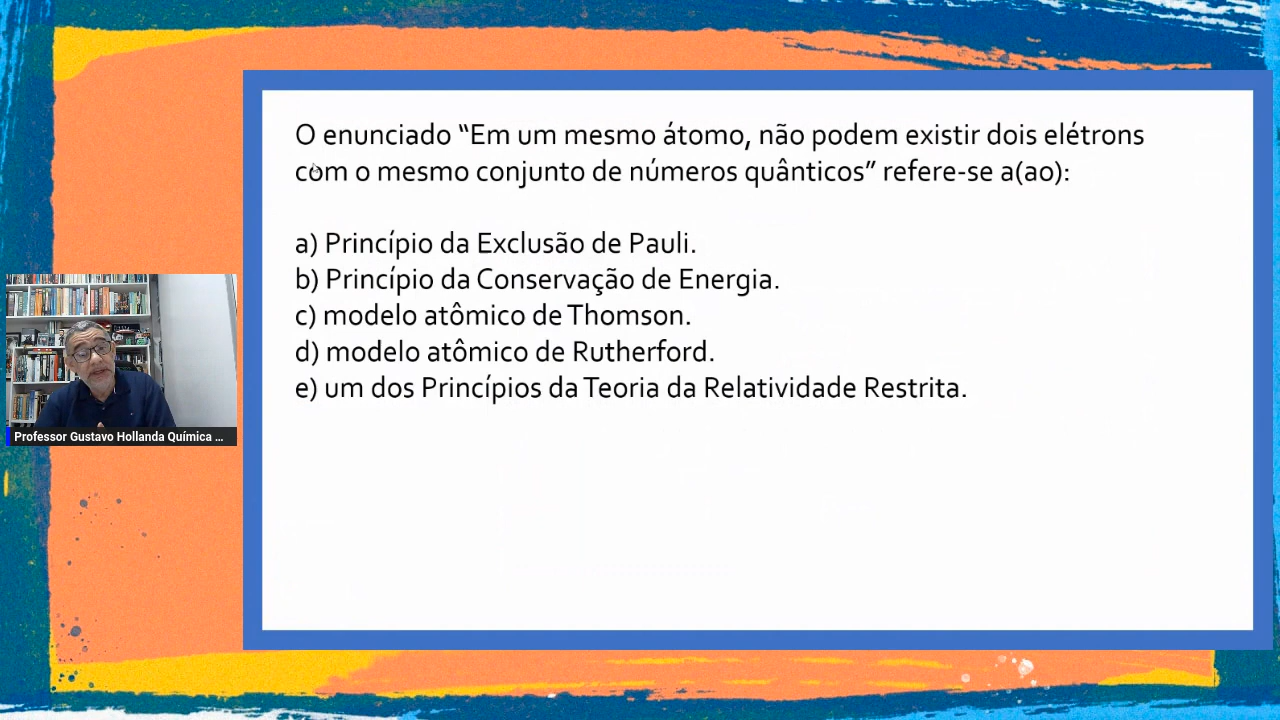 O enunciado “Em um mesmo átomo, não podem existir dois elétrons
com o mesmo conjunto de números quânticos” refere-se a(ao):
a) Princípio da Exclusão de Pauli.
b) Princípio da Conservação de Energia.
c) modelo atômico de Thomson.
d) modelo atômico de Rutherford.
e) um dos Princípios da Teoria da Relatividade Restrita.
Professor Gustavo Hollanda Química ...